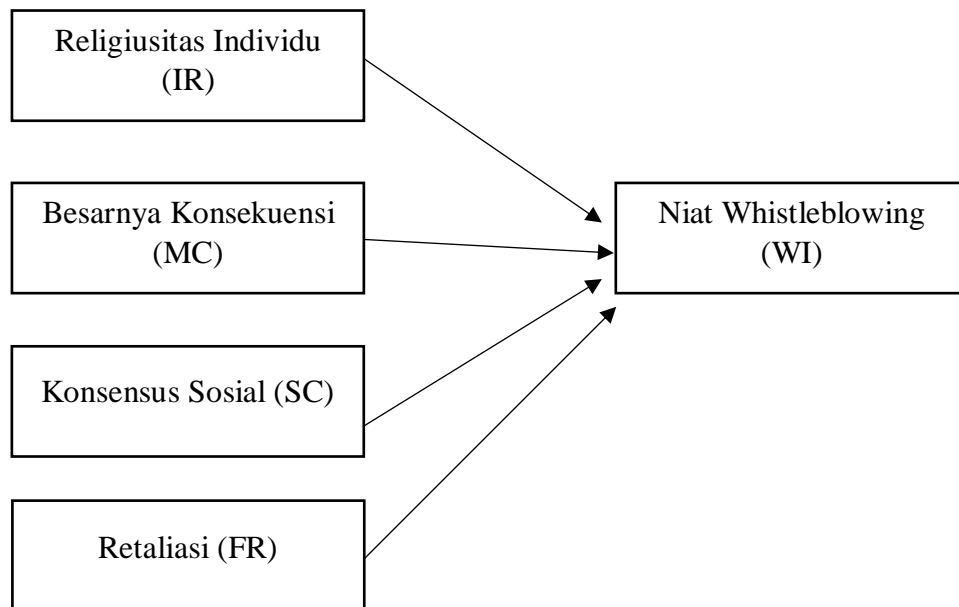 Religiusitas Individu
(IR)
Besarnya Konsekuensi
(MC)
Niat Whistleblowing
(WI)
Konsensus Sosial (SC)
Retaliasi (FR)